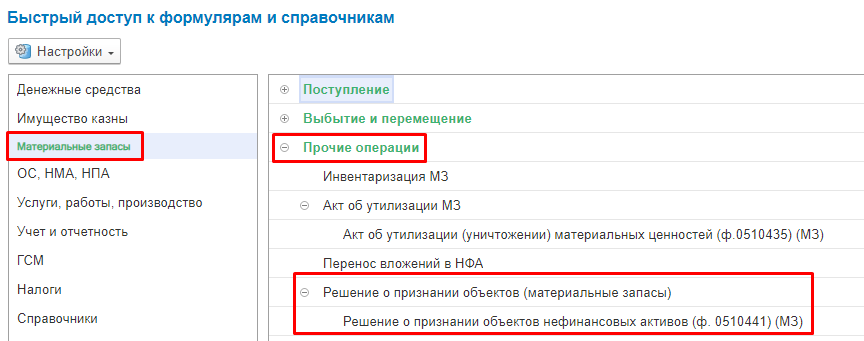 Быстрый доступ к формулярам и справочникам
Настройки
Денежные средства
Имущество казны
Материальные запасы
ОС, НМА, НПА
Услуги, работы, производство
Учет и отчетность
ГСМ
Налоги
Справочники
Поступление
Выбытие и перемещение
Прочие операции
Инвентаризация МЗ
Акт об утилизации МЗ
Акт об утилизации (уничтожении) материальных ценностей (ф.0510435) (МЗ)
Перенос вложений в НФА
Решение о признании объектов (материальные запасы)
Решение о признании объектов нефинансовых активов (ф. 0510441) (МЗ)